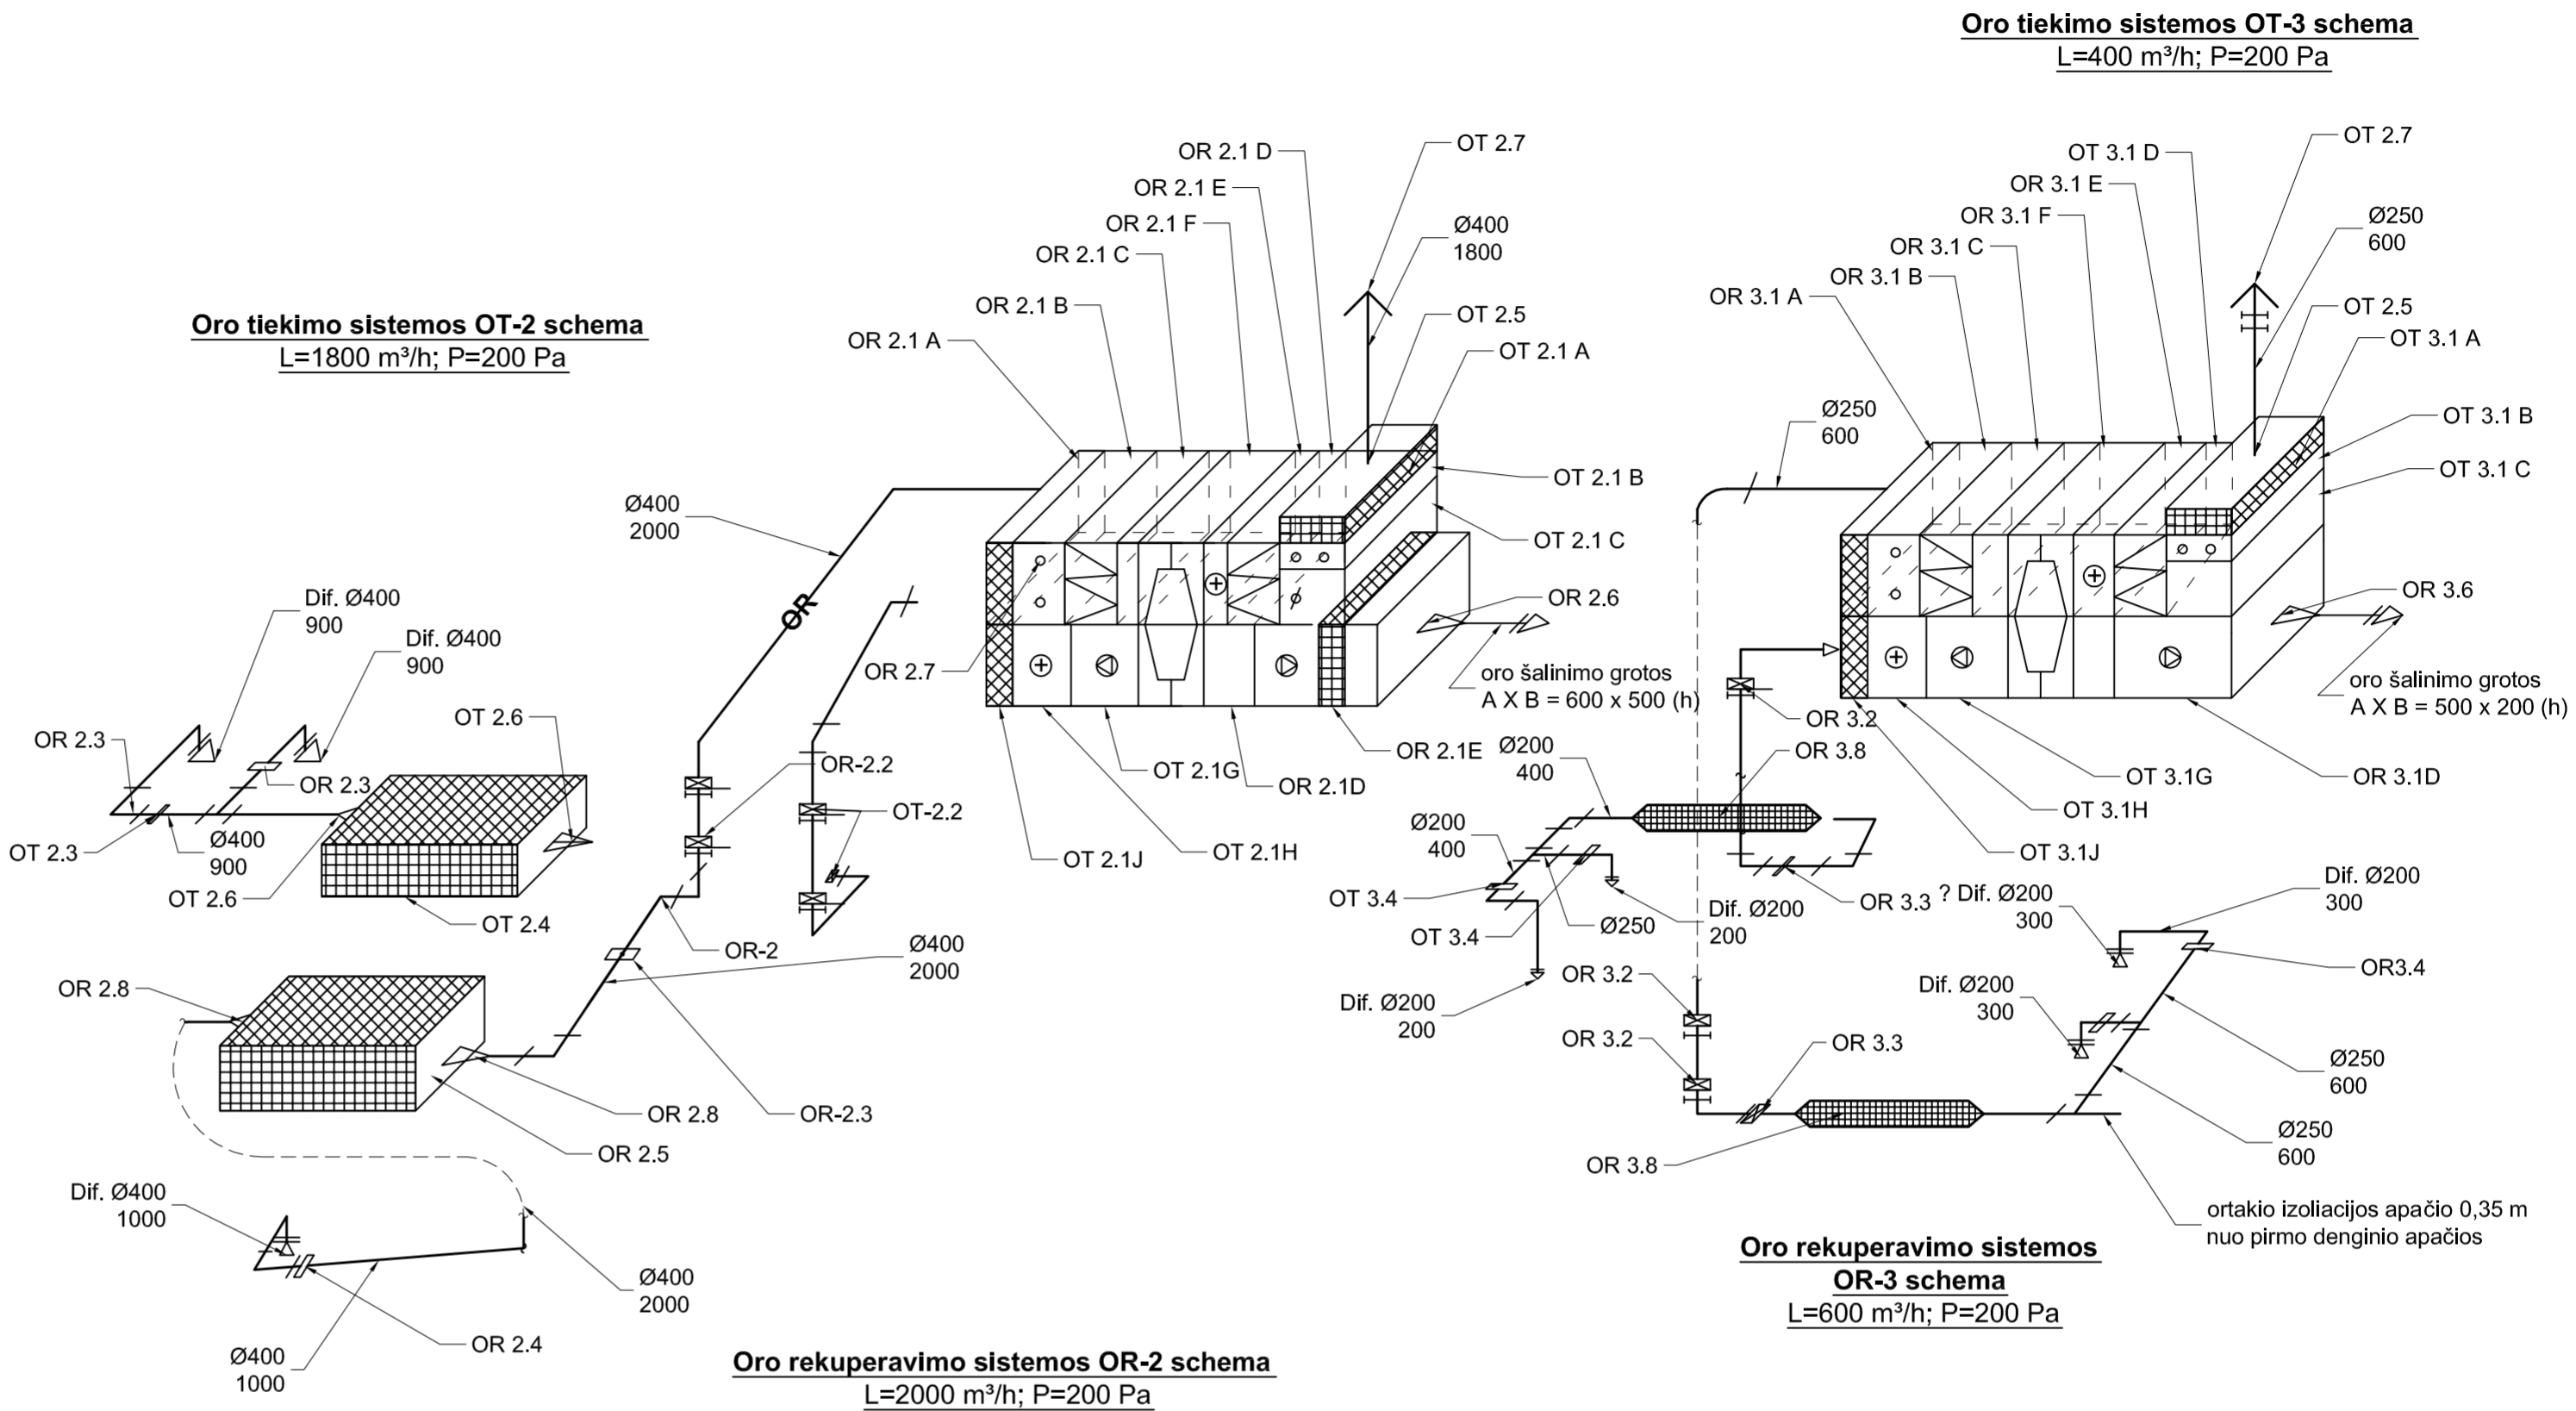 Oro tiekimo sistemos OT-3 schema
L=400 m³/h; P=200 Pa
Oro tiekimo sistemos OT-2 schema
L=1800 m³/h; P=200 Pa
OT 2.7
OR 2.1 D
OR 2.1 E
OR 2.1 F
OR 2.1 C
OR 2.1 B
OR 2.1 A
Ø400
1800
OT 2.5
OT 2.1 A
OT 2.1 B
OT 2.1 C
OR 2.6
oro šalinimo grotos
A X B = 600 x 500 (h)
OR 2.7
OR 2.1E
OT 2.1G
OR 2.1D
OT 2.1H
OT 2.1J
Ø400
2000
OR
OR-2.2
OT-2.2
OR-2
Ø400
2000
OR-2.3
Dif. Ø400
900
Dif. Ø400
900
OR 2.3
OR 2.3
OT 2.6
OT 2.3
Ø400
900
OT 2.6
OT 2.4
OR 2.8
OR 2.8
OR 2.5
Dif. Ø400
1000
Ø400
2000
OR 2.4
Ø400
1000
Oro rekuperavimo sistemos OR-2 schema
L=2000 m³/h; P=200 Pa
OT 2.7
OT 3.1 D
OR 3.1 E
OR 3.1 F
OR 3.1 C
OR 3.1 B
OR 3.1 A
Ø250
600
OT 2.5
OT 3.1 A
OT 3.1 B
OT 3.1 C
Ø250
600
OR 3.6
oro šalinimo grotos
A X B = 500 x 200 (h)
OR 3.2
OR 3.8
OT 3.1G
OR 3.1D
OT 3.1H
OT 3.1J
Ø200
400
Ø200
400
OT 3.4
OT 3.4
Ø250
Dif. Ø200
200
Dif. Ø200
200
OR 3.3
? Dif. Ø200
300
Dif. Ø200
300
OR3.4
Dif. Ø200
300
OR 3.2
OR 3.2
OR 3.3
Ø250
600
Ø250
600
OR 3.8
ortakio izoliacijos apačio 0,35 m
nuo pirmo denginio apačios
Oro rekuperavimo sistemos
OR-3 schema
L=600 m³/h; P=200 Pa